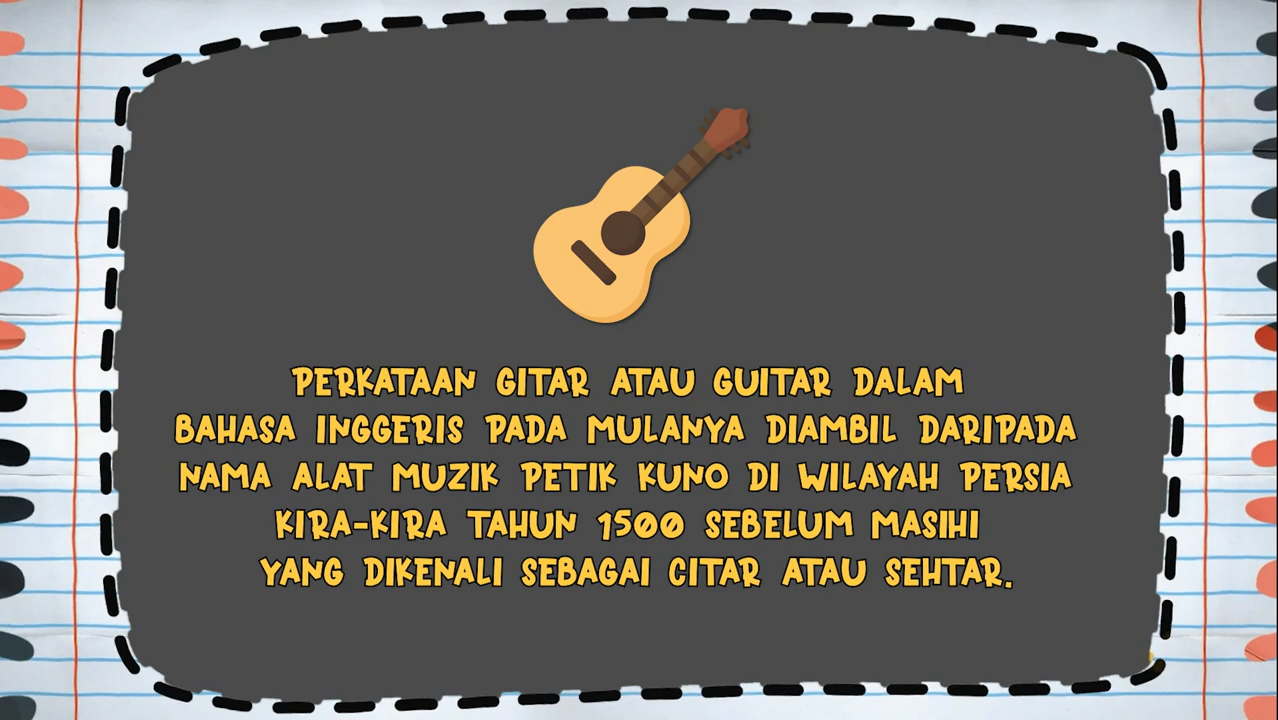 PERKATAAN GITAR ATAU GUITAR DALAM
BAHASA INGGERIS PADA MULANYA DIAMBIL DARIPADA
NAMA ALAT MUZIK PETIK KUNO DI WILAYAH PERSIA
KIRA-KIRA TAHUN 1500 SEBELUM MASIHI
YANG DIKENALI SEBAGAI CITAR ATAU SEHTAR.